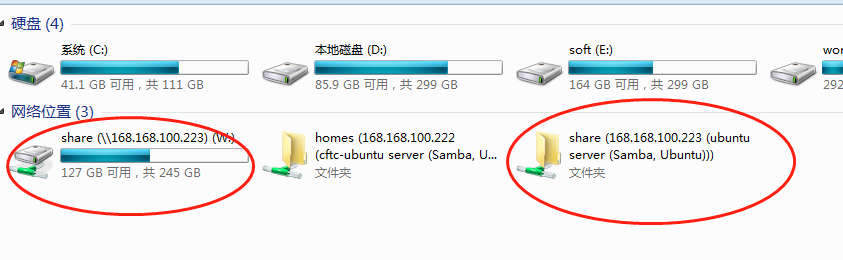 硬盘 (4)
系统 (C:)
41.1 GB 可用，共 111 GB
本地磁盘 (D:)
85.9 GB 可用，共 299 GB
soft (E:)
164 GB 可用，共 299 GB
wor
292
网络位置 (3)
share (\\168.168.100.223) (W:)
127 GB 可用，共 245 GB
homes (168.168.100.222
(cftc-ubuntu server (Samba, U...
文件夹
share (168.168.100.223 (ubuntu
server (Samba, Ubuntu)))
文件夹